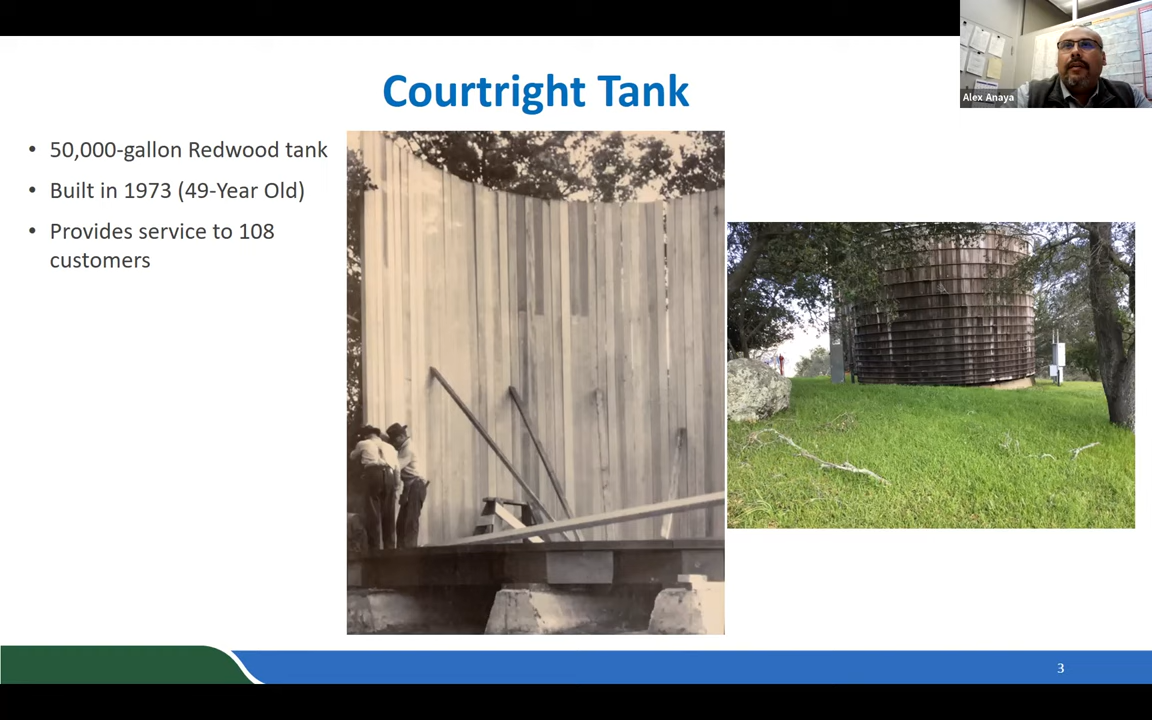 Courtright Tank
Alex Anaya
• 50,000-gallon Redwood tank
• Built in 1973 (49-Year Old)
• Provides service to 108
customers
3